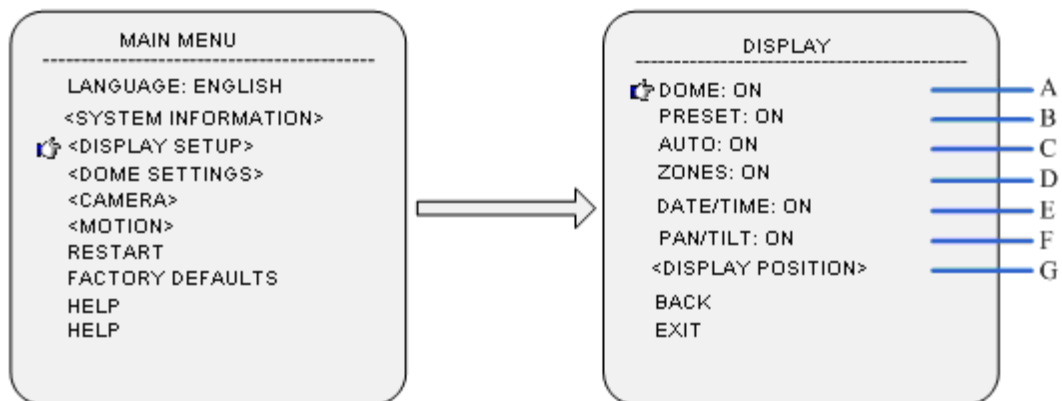 MAIN MENU
LANGUAGE: ENGLISH
<SYSTEM INFORMATION>
<DISPLAY SETUP>
<DOME SETTINGS>
<CAMERA>
<MOTION>
RESTART
FACTORY DEFAULTS
HELP
HELP
DISPLAY
DOME: ON A
PRESET: ON B
AUTO: ON C
ZONES: ON D
DATE/TIME: ON E
PAN/TILT: ON F
<DISPLAY POSITION> G
BACK
EXIT